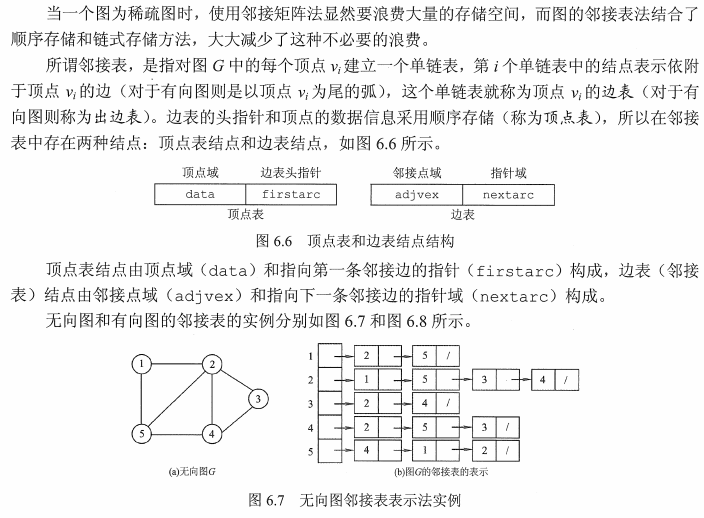 当一个图为稀疏图时，使用邻接矩阵法显然要浪费大量的存储空间，而图的邻接表法结合了
顺序存储和链式存储方法，大大减少了这种不必要的浪费。
所谓邻接表，是指对图 G 中的每个顶点 vᵢ 建立一个单链表，第 i 个单链表中的结点表示依附
于顶点 vᵢ 的边（对于有向图则是以顶点 vᵢ 为尾的弧），这个单链表就称为顶点 vᵢ 的边表（对于有
向图则称为出边表）。边表的头指针和顶点的数据信息采用顺序存储（称为顶点表），所以在邻接
表中存在两种结点：顶点表结点和边表结点，如图 6.6 所示。
顶点域 边表头指针 邻接点域 指针域
data firstarc adjvex nextarc
顶点表 边表
图 6.6 顶点表和边表结点结构
顶点表结点由顶点域（data）和指向第一条邻接边的指针（firstarc）构成，边表（邻接
表）结点由邻接点域（adjvex）和指向下一条邻接边的指针域（nextarc）构成。
无向图和有向图的邻接表的实例分别如图 6.7 和图 6.8 所示。
1 2
3
5 4
(a)无向图G
1 2 5 /
2 1 5 3 4 /
3 2 4 /
4 2 5 3 /
5 4 1 2 /
(b)图G的邻接表的表示
图 6.7 无向图邻接表表示法实例